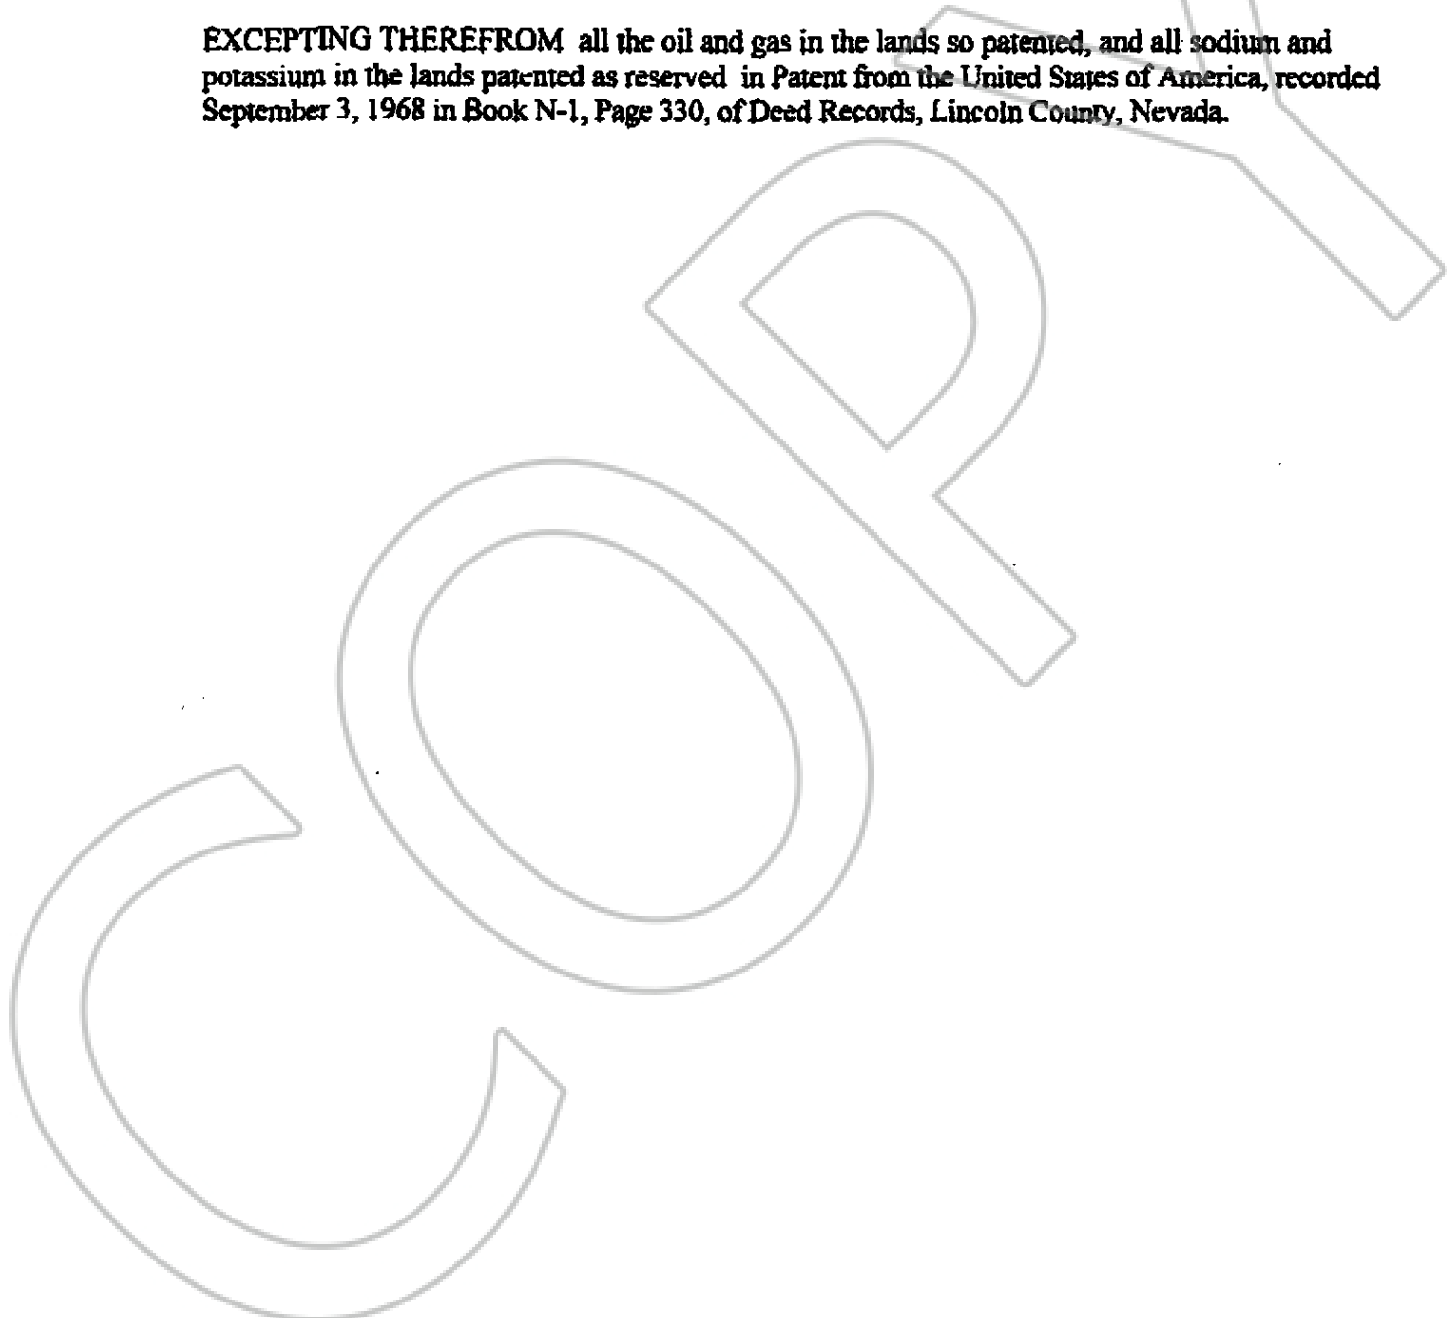 EXCEPTING THEREFROM all the oil and gas in the lands so patented, and all sodium and
potassium in the lands patented as reserved in Patent from the United States of America, recorded
September 3, 1968 in Book N-1, Page 330, of Deed Records, Lincoln County, Nevada.
COPY